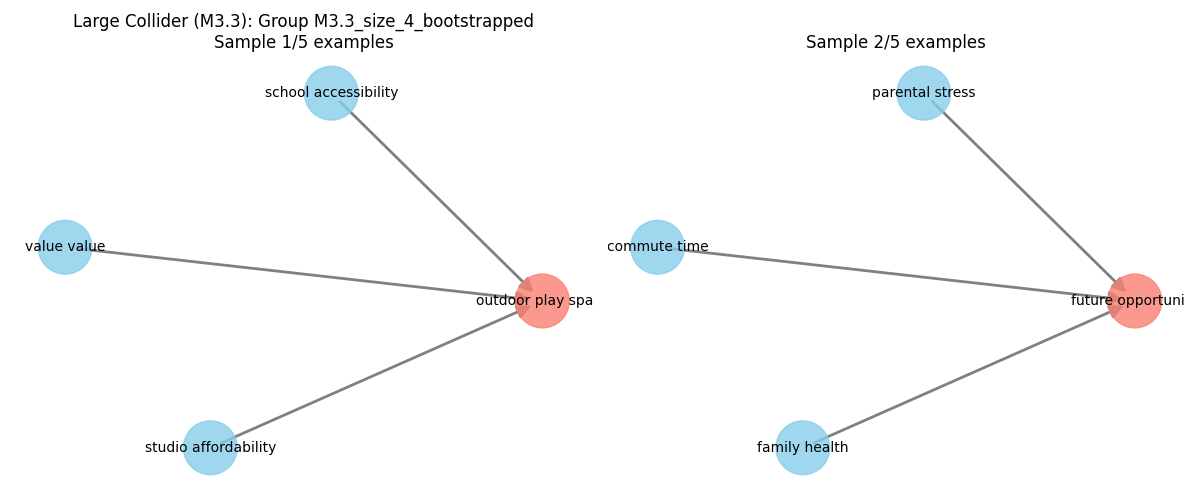 Large Collider (M3.3): Group M3.3_size_4_bootstrapped
Sample 1/5 examples
school accessibility
value value
outdoor play spa
studio affordability
Sample 2/5 examples
parental stress
commute time
future opportuni
family health